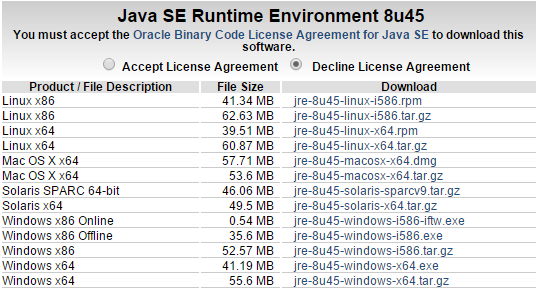 Java SE Runtime Environment 8u45
You must accept the Oracle Binary Code License Agreement for Java SE to download this
software.
Accept License Agreement Decline License Agreement
Product / File Description File Size Download
Linux x86 41.34 MB jre-8u45-linux-i586.rpm
Linux x86 62.63 MB jre-8u45-linux-i586.tar.gz
Linux x64 39.51 MB jre-8u45-linux-x64.rpm
Linux x64 60.87 MB jre-8u45-linux-x64.tar.gz
Mac OS X x64 57.71 MB jre-8u45-macosx-x64.dmg
Mac OS X x64 53.6 MB jre-8u45-macosx-x64.tar.gz
Solaris SPARC 64-bit 46.06 MB jre-8u45-solaris-sparcv9.tar.gz
Solaris x64 49.5 MB jre-8u45-solaris-x64.tar.gz
Windows x86 Online 0.54 MB jre-8u45-windows-i586-iftw.exe
Windows x86 Offline 35.6 MB jre-8u45-windows-i586.exe
Windows x86 52.57 MB jre-8u45-windows-i586.tar.gz
Windows x64 41.19 MB jre-8u45-windows-x64.exe
Windows x64 55.6 MB jre-8u45-windows-x64.tar.gz